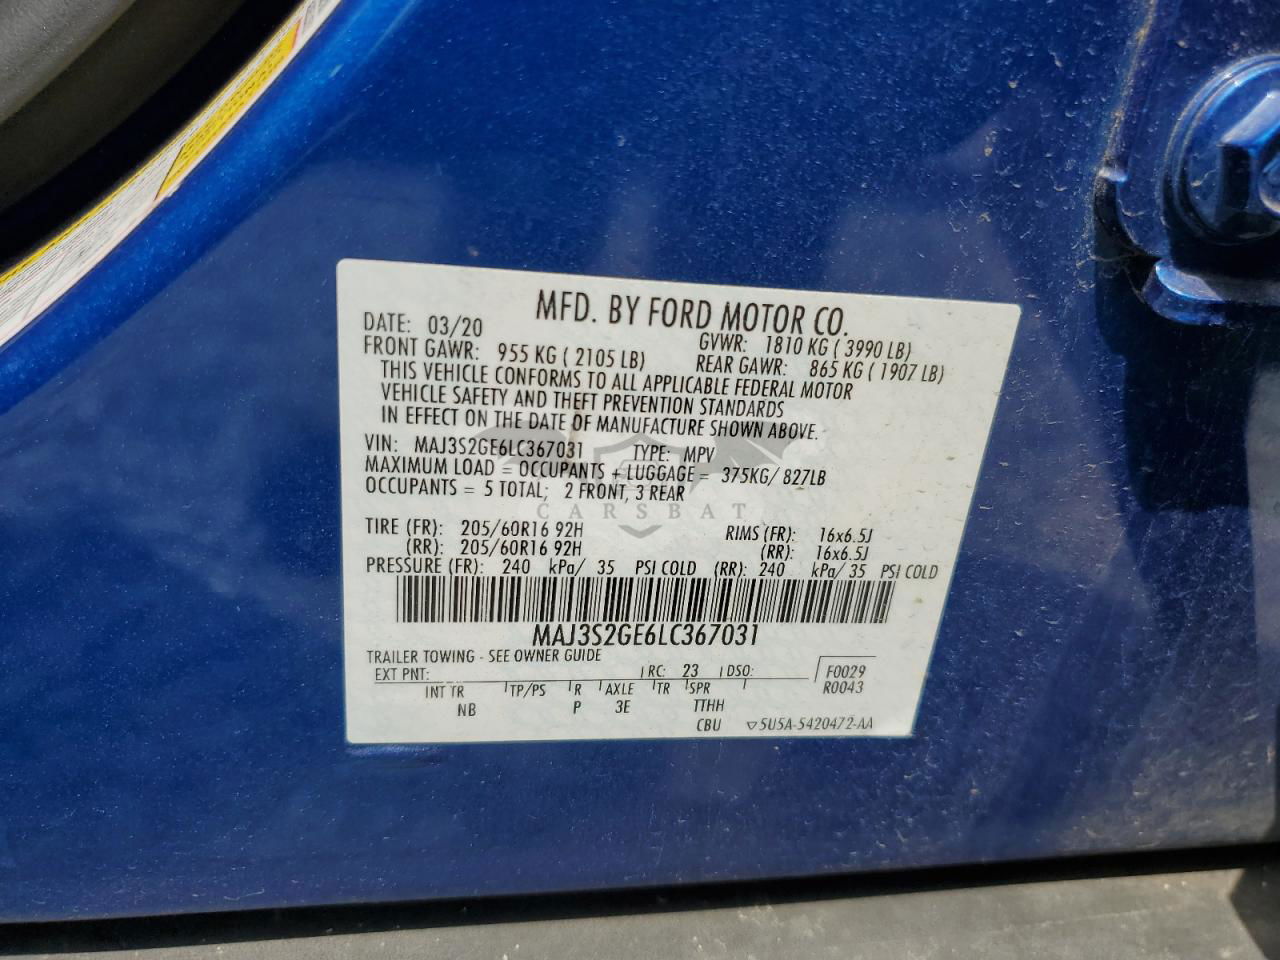 MFD. BY FORD MOTOR CO.
DATE: 03/20 GVWR: 1810 KG ( 3990 LB)
FRONT GAWR: 955 KG ( 2105 LB) REAR GAWR: 865 KG ( 1907 LB)
THIS VEHICLE CONFORMS TO ALL APPLICABLE FEDERAL MOTOR
VEHICLE SAFETY AND THEFT PREVENTION STANDARDS
IN EFFECT ON THE DATE OF MANUFACTURE SHOWN ABOVE.
VIN: MAJ3S2GE6LC367031 TYPE: MPV
MAXIMUM LOAD = OCCUPANTS + LUGGAGE = 375KG/ 827LB
OCCUPANTS = 5 TOTAL; 2 FRONT, 3 REAR
CARSBAT
TIRE (FR): 205/60R16 92H RIMS (FR): 16x6.5J
(RR): 205/60R16 92H (RR): 16x6.5J
PRESSURE (FR): 240 kPa/ 35 PSI COLD (RR): 240 kPa/ 35 PSI COLD
MAJ3S2GE6LC367031
TRAILER TOWING - SEE OWNER GUIDE
EXT PNT: RC: 23 DSO: F0029
INT TR TP/PS R AXLE TR SPR R0043
NB P 3E TTHH
CBU 5U5A-5420472-AA